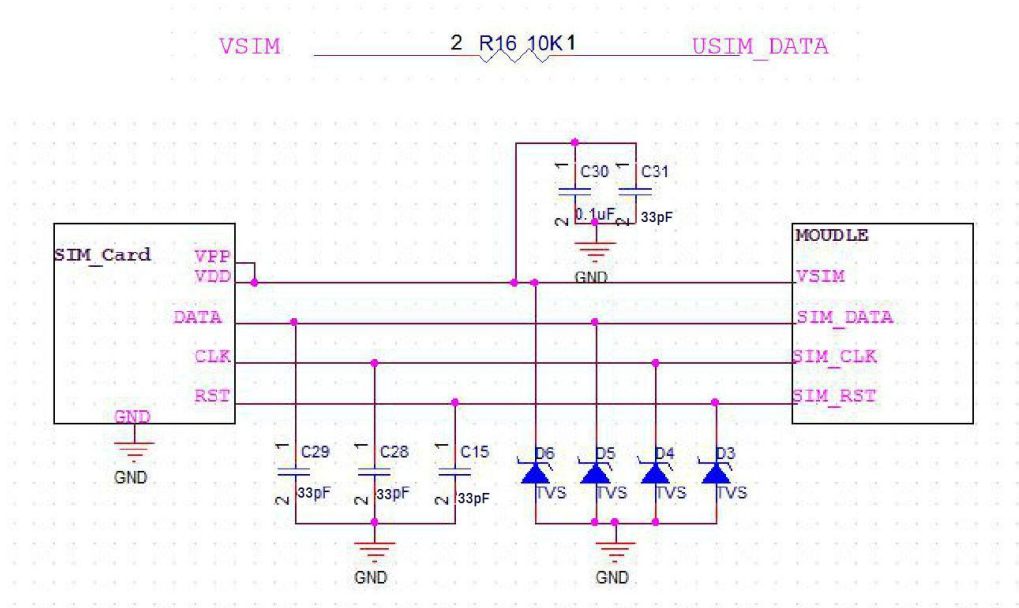 VSIM 2 R16 10K 1 USIM_DATA
1 C30 1 C31
2 0.1uF 2 33pF
GND
SIM_Card
VPP
VDD
DATA
CLK
RST
GND
GND
MOUDLE
VSIM
SIM_DATA
SIM_CLK
SIM_RST
1 C29 1 C28 1 C15
2 33pF 2 33pF 2 33pF
GND
D6 D5 D4 D3
TVS TVS TVS TVS
GND